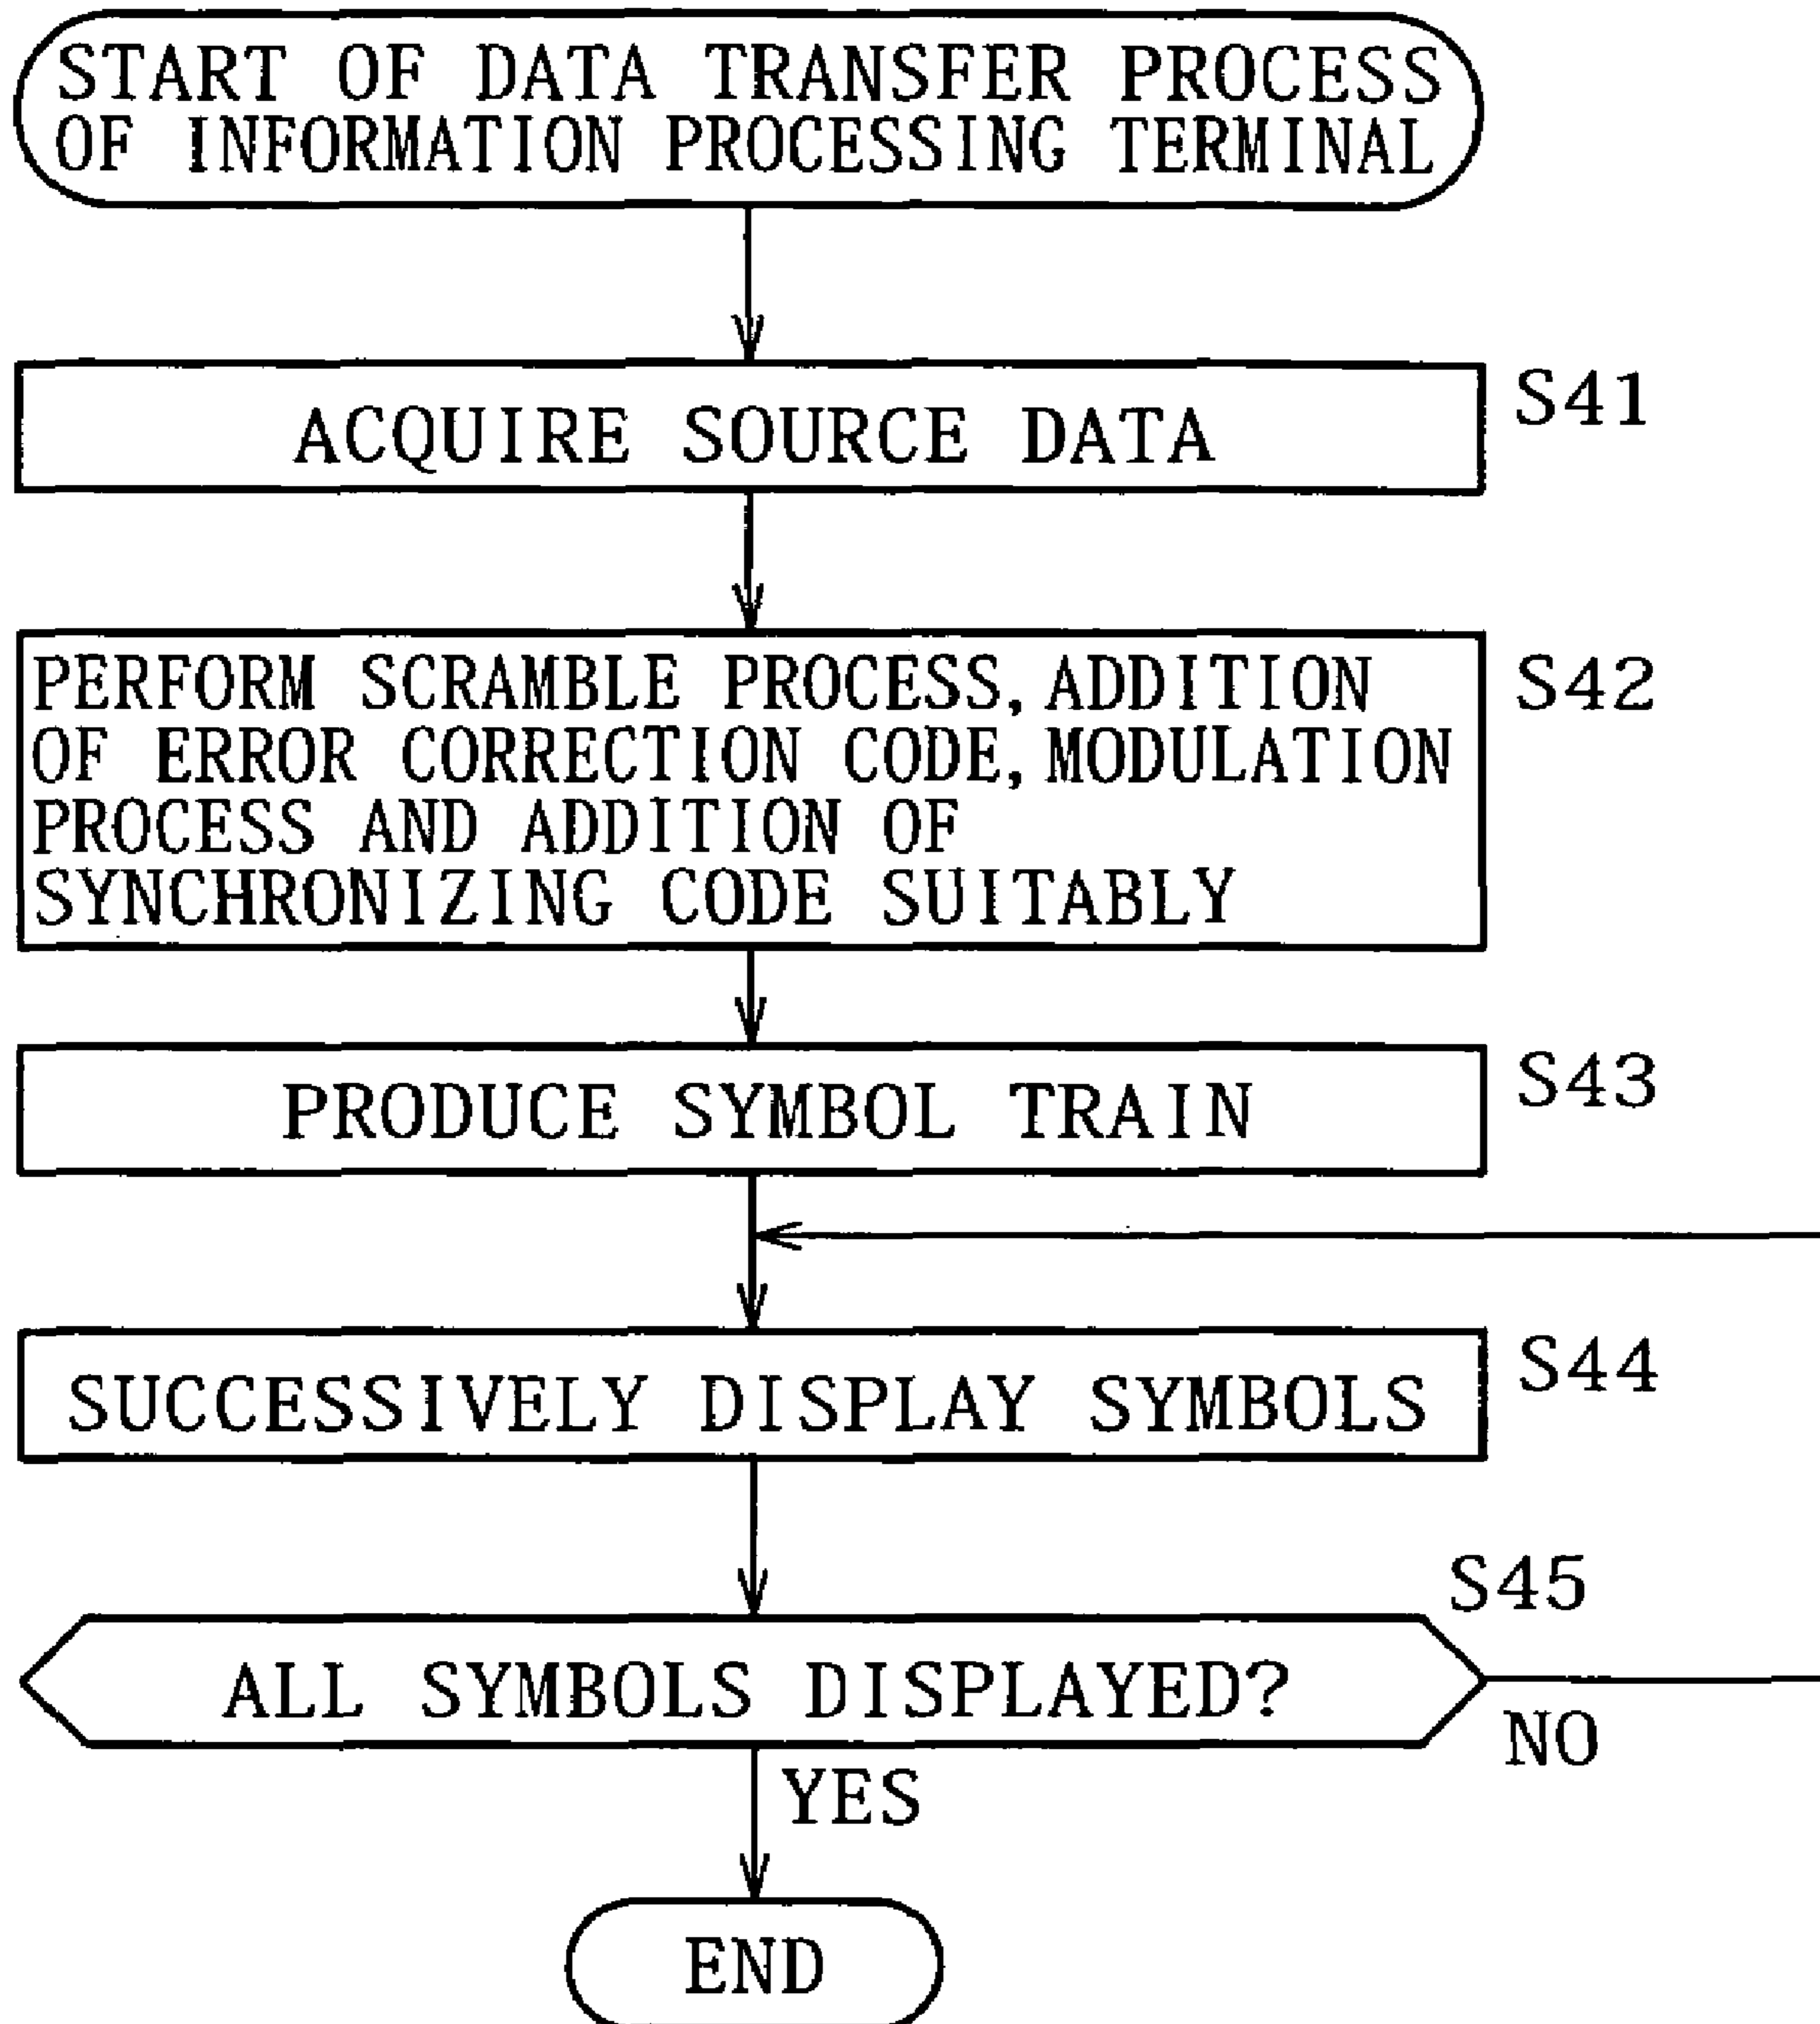 START OF DATA TRANSFER PROCESS
OF INFORMATION PROCESSING TERMINAL
ACQUIRE SOURCE DATA
S41
PERFORM SCRAMBLE PROCESS, ADDITION
OF ERROR CORRECTION CODE, MODULATION
PROCESS AND ADDITION OF
SYNCHRONIZING CODE SUITABLY
S42
PRODUCE SYMBOL TRAIN
S43
SUCCESSIVELY DISPLAY SYMBOLS
S44
S45
ALL SYMBOLS DISPLAYED?
NO
YES
END